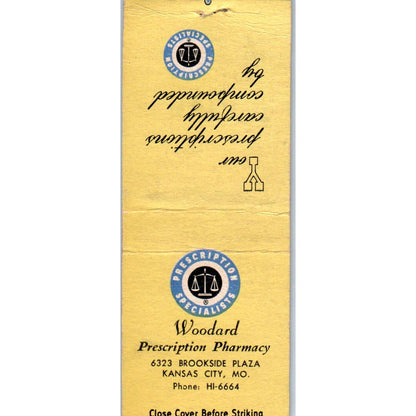 PRESCRIPTION
SPECIALISTS
our
prescriptions
carefully
compounded
by
PRESCRIPTION
SPECIALISTS
®
Woodard
Prescription Pharmacy
6323 BROOKSIDE PLAZA
KANSAS CITY, MO.
Phone: HI-6664
Close Cover Before Striking